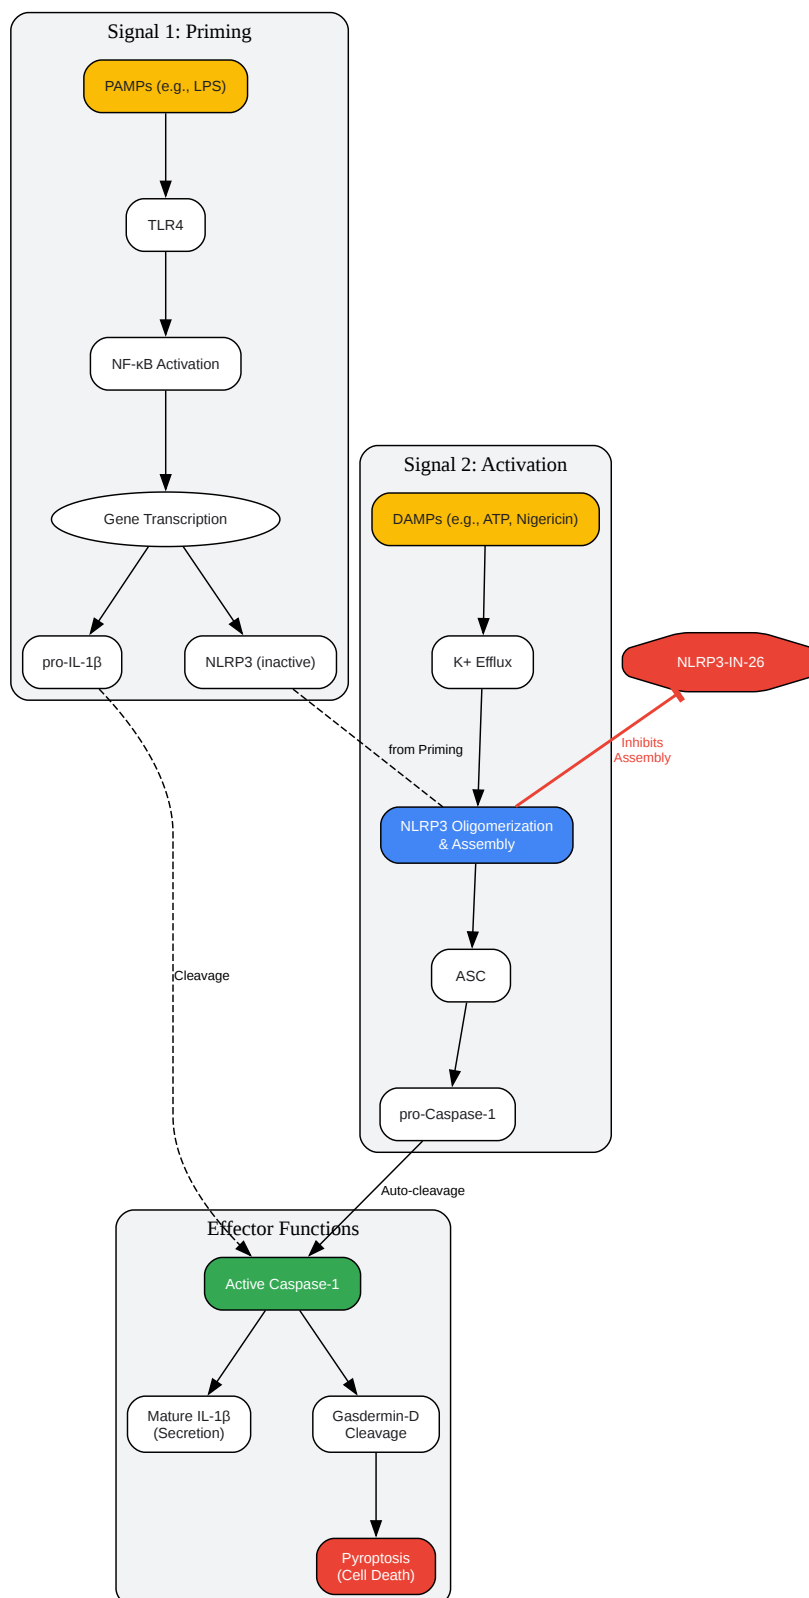 Signal 1: Priming
PAMPs (e.g., LPS)
TLR4
NF-κB Activation
Gene Transcription
pro-IL-1β
NLRP3 (inactive)
Signal 2: Activation
DAMPs (e.g., ATP, Nigericin)
K+ Efflux
NLRP3-IN-26
from Priming
Inhibits
Assembly
NLRP3 Oligomerization
& Assembly
Cleavage
ASC
pro-Caspase-1
Auto-cleavage
Effector Functions
Active Caspase-1
Mature IL-1β
(Secretion)
Gasdermin-D
Cleavage
Pyroptosis
(Cell Death)